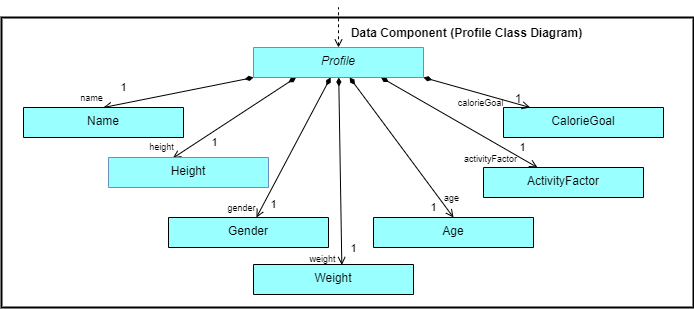 Data Component (Profile Class Diagram)
Profile
1
name
Name
calorieGoal
1
CalorieGoal
height
1
Height
activityFactor
1
ActivityFactor
gender
1
Gender
age
1
Age
weight
1
Weight